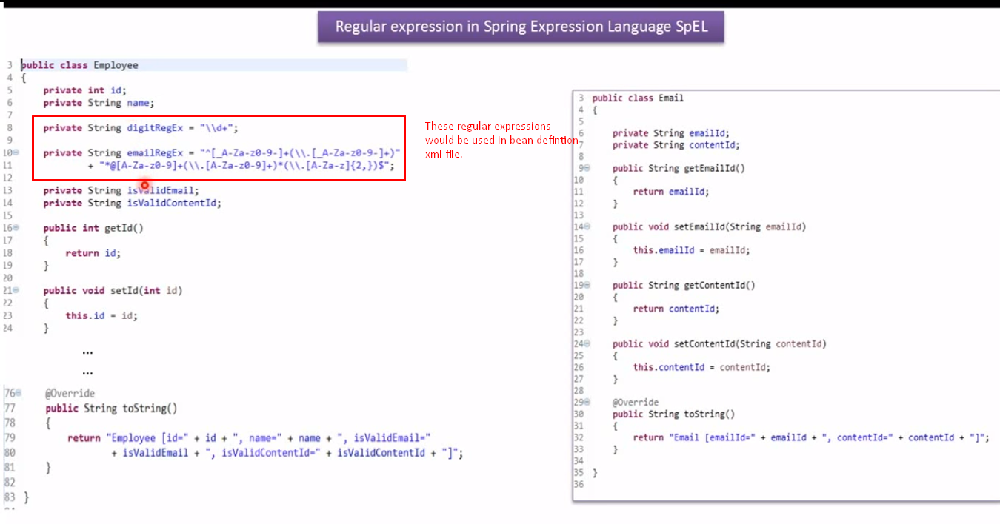 Regular expression in Spring Expression Language SpEL
3 public class Employee
4 {
5 private int id;
6 private String name;
7
8 private String digitRegEx = "\\d+";
9
10 private String emailRegEx = "^[_A-Za-z0-9-]+(\\.[_A-Za-z0-9-]+)"
11 + "*@[A-Za-z0-9]+(\\.[A-Za-z0-9]+)*(\\.[A-Za-z]{2,})$";
12
13 private String isValidEmail;
14 private String isValidContentId;
15
16 public int getId()
17 {
18 return id;
19 }
20
21 public void setId(int id)
22 {
23 this.id = id;
24 }
...
...
76 @Override
77 public String toString()
78 {
79 return "Employee [id=" + id + ", name=" + name + ", isValidEmail="
80 + isValidEmail + ", isValidContentId=" + isValidContentId + "]";
81 }
82
83 }
These regular expressions
would be used in bean defintion
xml file.
3 public class Email
4 {
5
6 private String emailId;
7 private String contentId;
8
9 public String getEmailId()
10 {
11 return emailId;
12 }
13
14 public void setEmailId(String emailId)
15 {
16 this.emailId = emailId;
17 }
18
19 public String getContentId()
20 {
21 return contentId;
22 }
23
24 public void setContentId(String contentId)
25 {
26 this.contentId = contentId;
27 }
28
29 @Override
30 public String toString()
31 {
32 return "Email [emailId=" + emailId + ", contentId=" + contentId + "]";
33 }
34
35 }
36